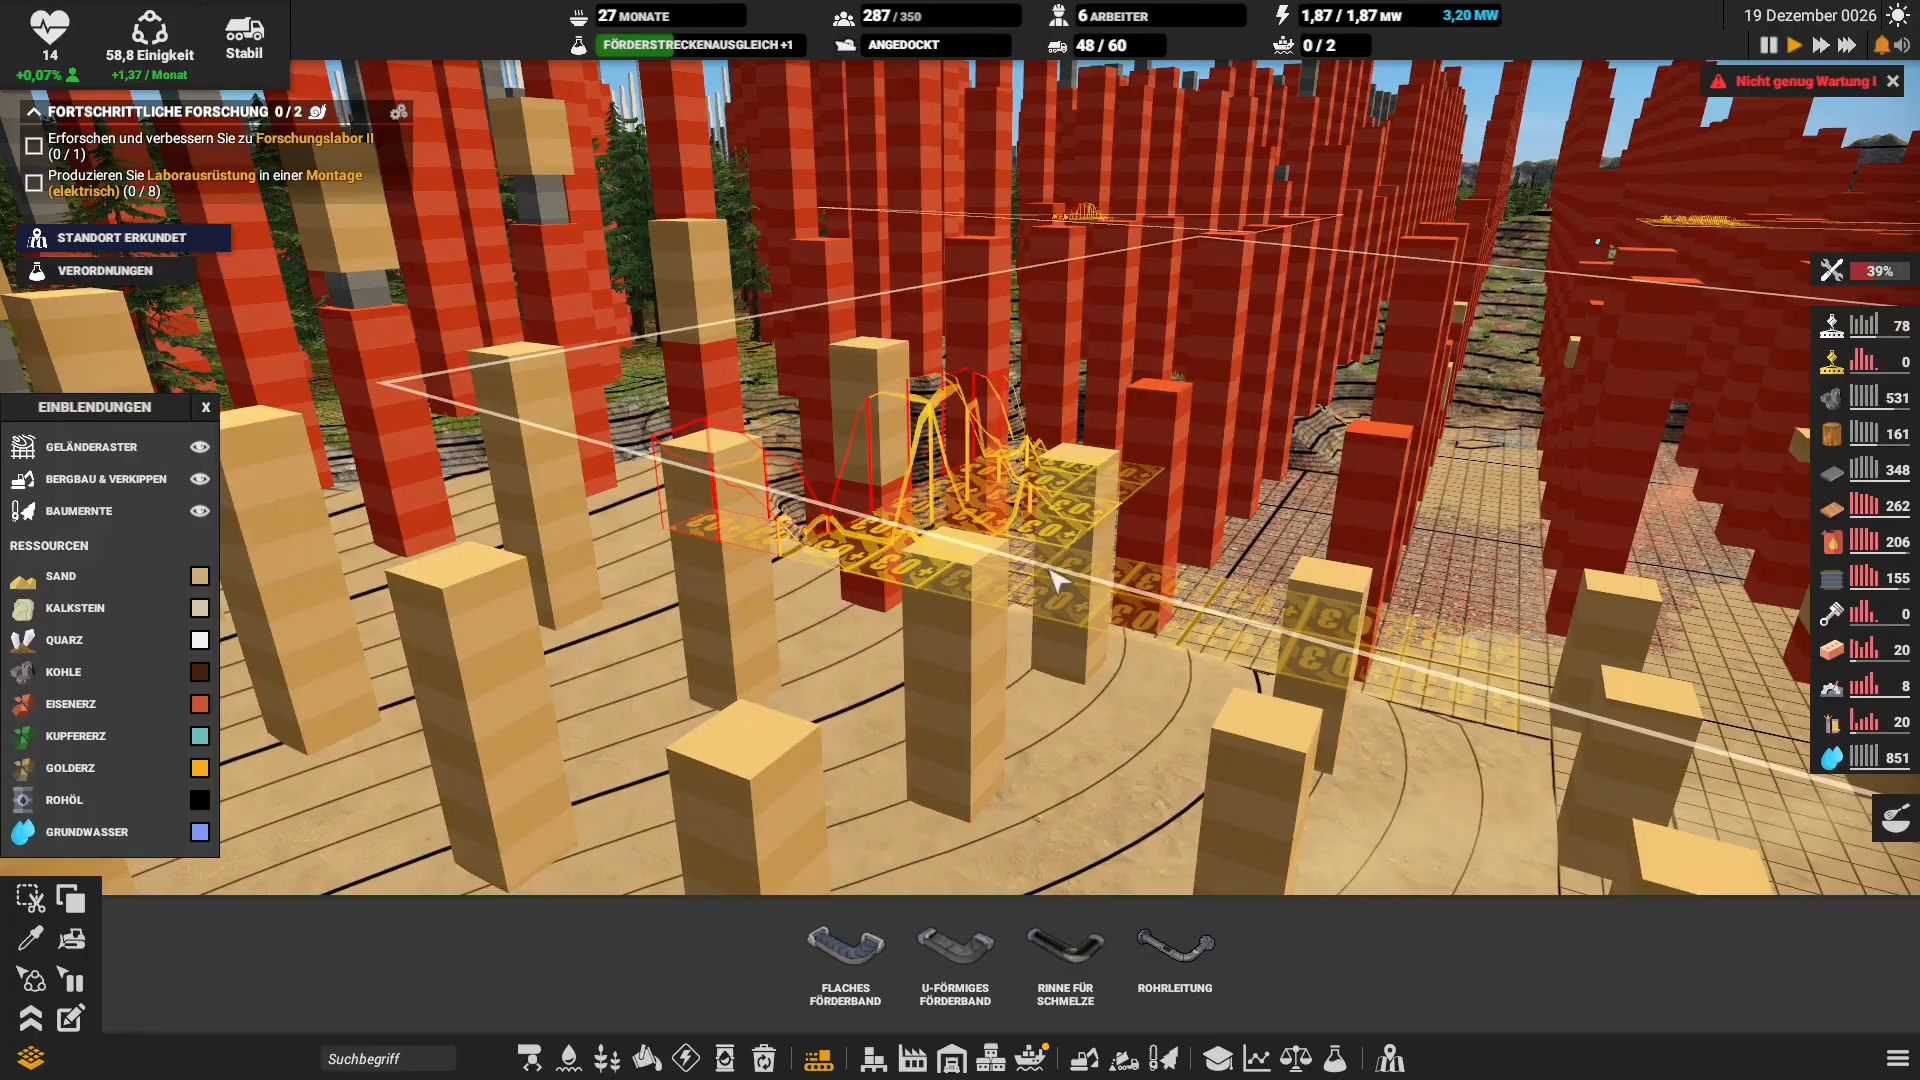 14
+0,07%
58,8 Einigkeit
+1,37 / Monat
Stabil
27 MONATE
FÖRDERSTRECKENAUSGLEICH +1
287 / 350
ANGEDOCKT
6 ARBEITER
48 / 60
1,87 / 1,87 MW
3,20 MW
0 / 2
19 Dezember 0026
Nicht genug Wartung !
FORTSCHRITTLICHE FORSCHUNG 0 / 2
Erforschen und verbessern Sie zu Forschungslabor II
(0 / 1)
Produzieren Sie Laborausrüstung in einer Montage
(elektrisch) (0 / 8)
STANDORT ERKUNDET
VERORDNUNGEN
EINBLENDUNGEN
X
GELÄNDERASTER
BERGBAU & VERKIPPEN
BAUMERNTE
RESSOURCEN
SAND
KALKSTEIN
QUARZ
KOHLE
EISENERZ
KUPFERERZ
GOLDERZ
ROHÖL
GRUNDWASSER
39%
78
0
531
161
348
262
206
155
0
20
8
20
851
FLACHES
FÖRDERBAND
U-FÖRMIGES
FÖRDERBAND
RINNE FÜR
SCHMELZE
ROHRLEITUNG
Suchbegriff